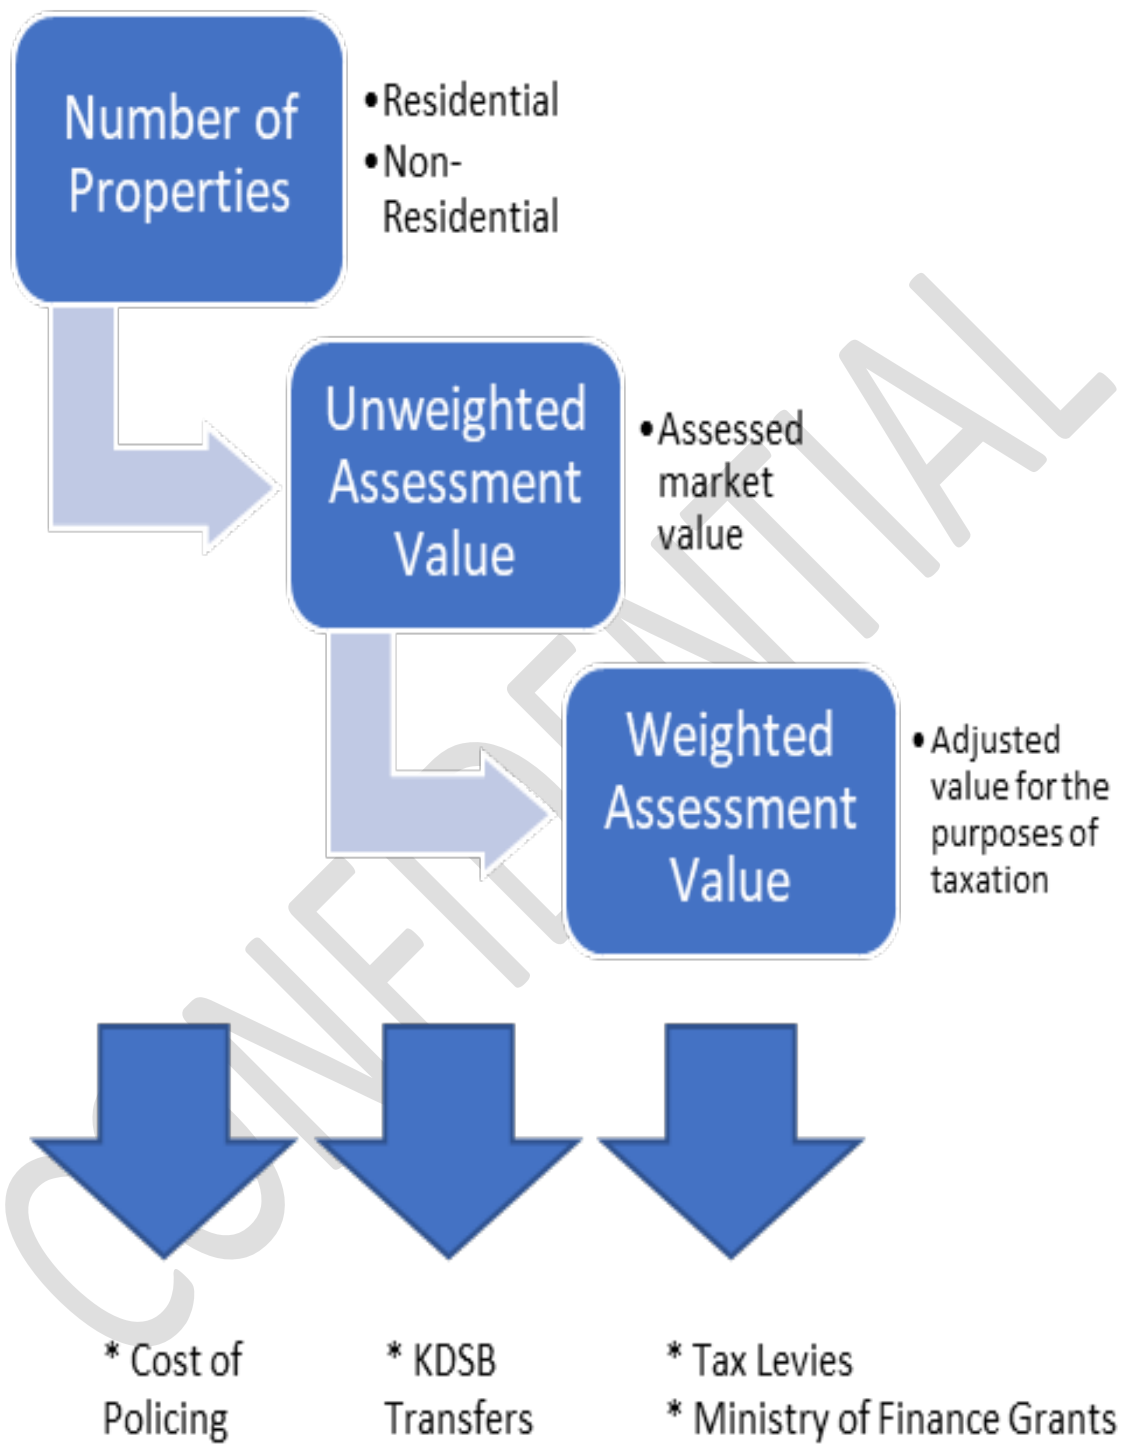 Number of
Properties
•Residential
•Non-
Residential
Unweighted
Assessment
Value
•Assessed
market
value
Weighted
Assessment
Value
•Adjusted
value for the
purposes of
taxation
CONFIDENTIAL
* Cost of
Policing
* KDSB
Transfers
* Tax Levies
* Ministry of Finance Grants